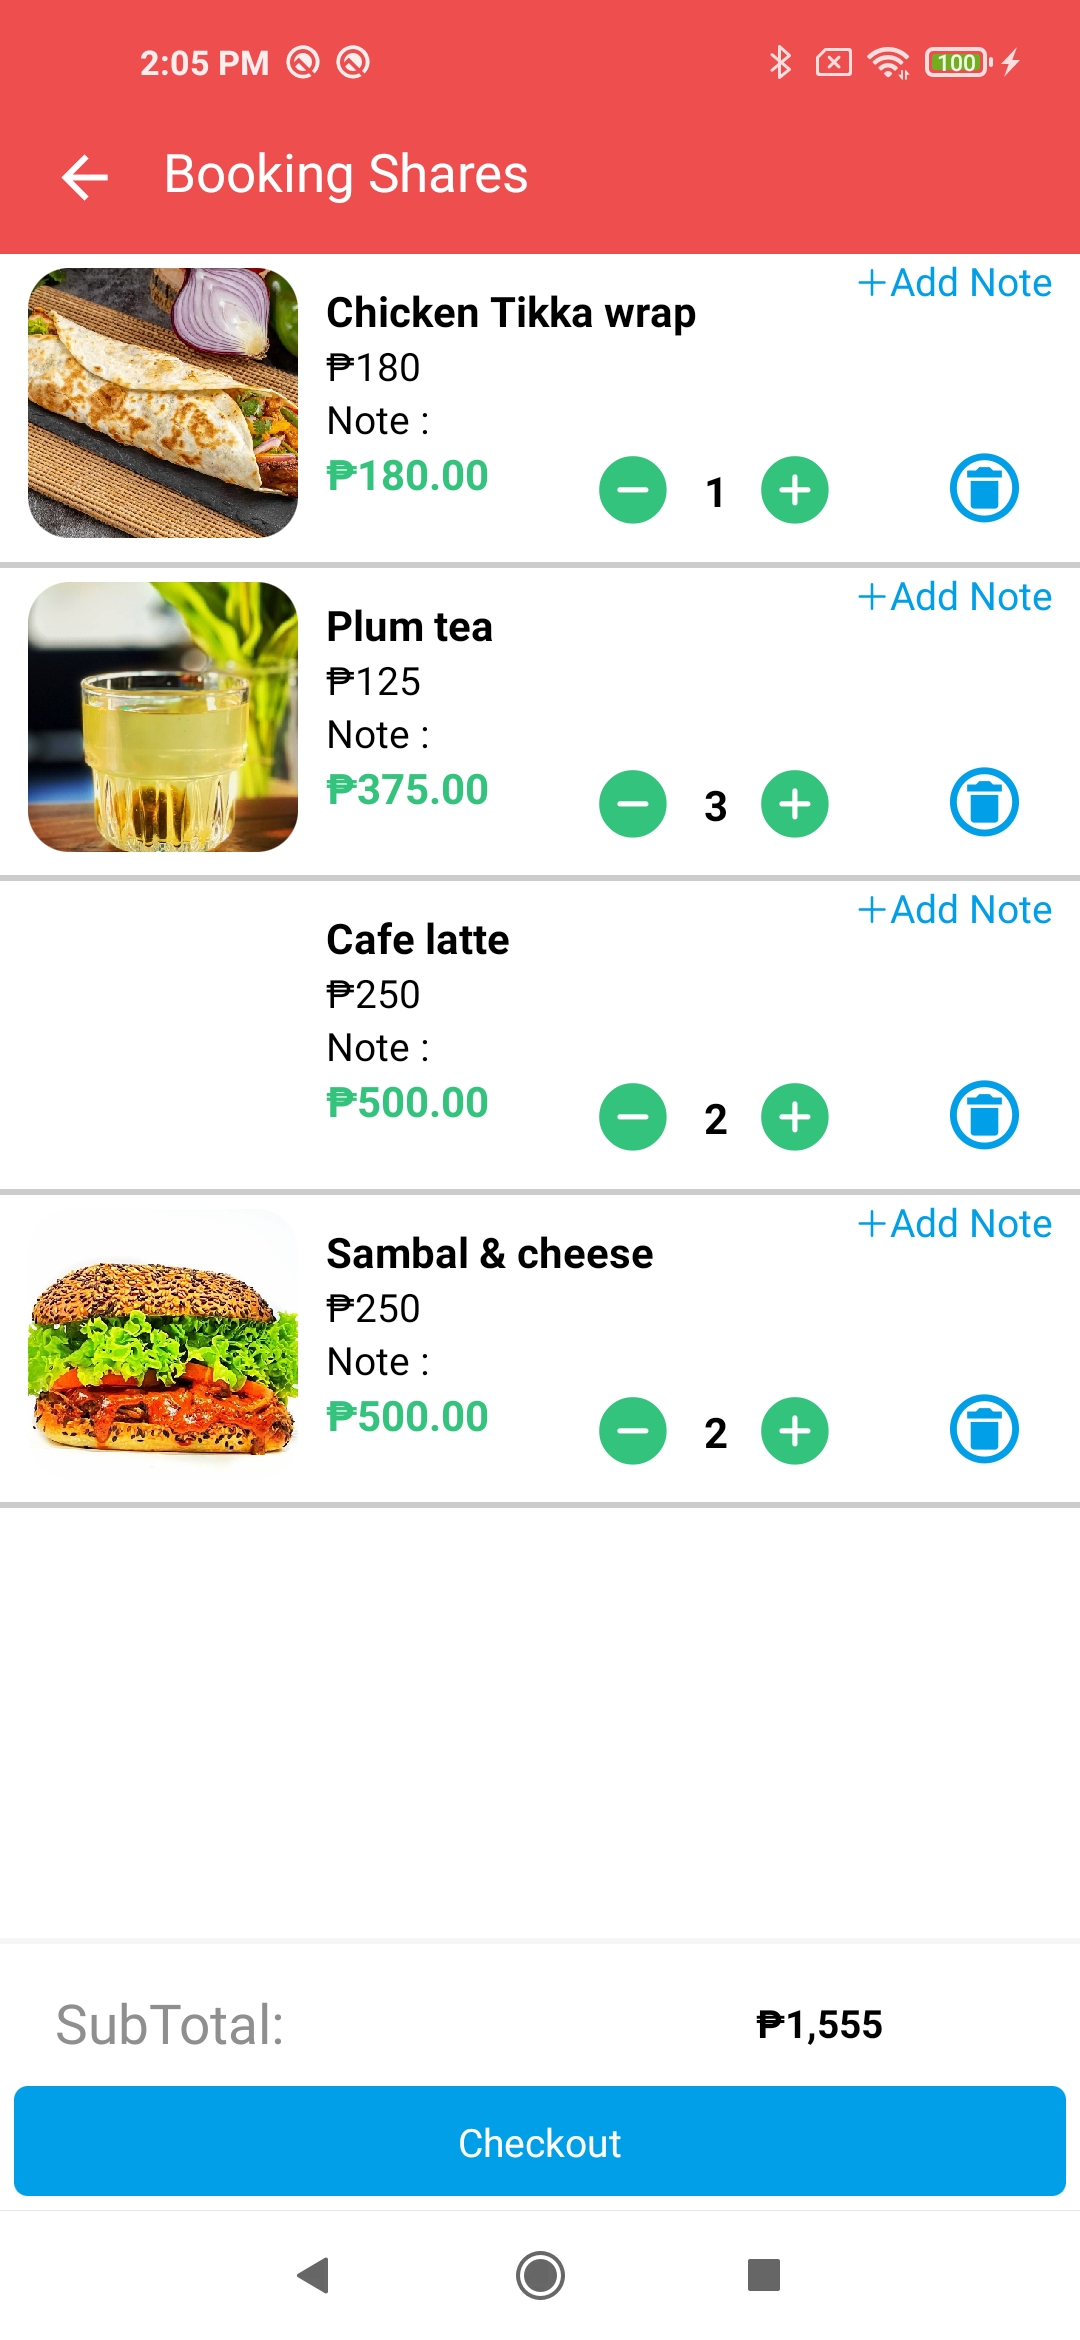 2:05 PM
100
Booking Shares
+Add Note
Chicken Tikka wrap
₱180
Note :
₱180.00
1
+Add Note
Plum tea
₱125
Note :
₱375.00
3
+Add Note
Cafe latte
₱250
Note :
₱500.00
2
+Add Note
Sambal & cheese
₱250
Note :
₱500.00
2
SubTotal: ₱1,555
Checkout